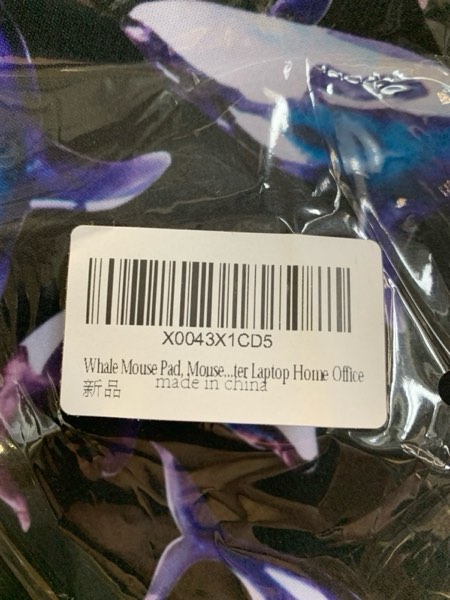 X0043X1CD5
Whale Mouse Pad, Mouse...ter Laptop Home Office
新品
made in china